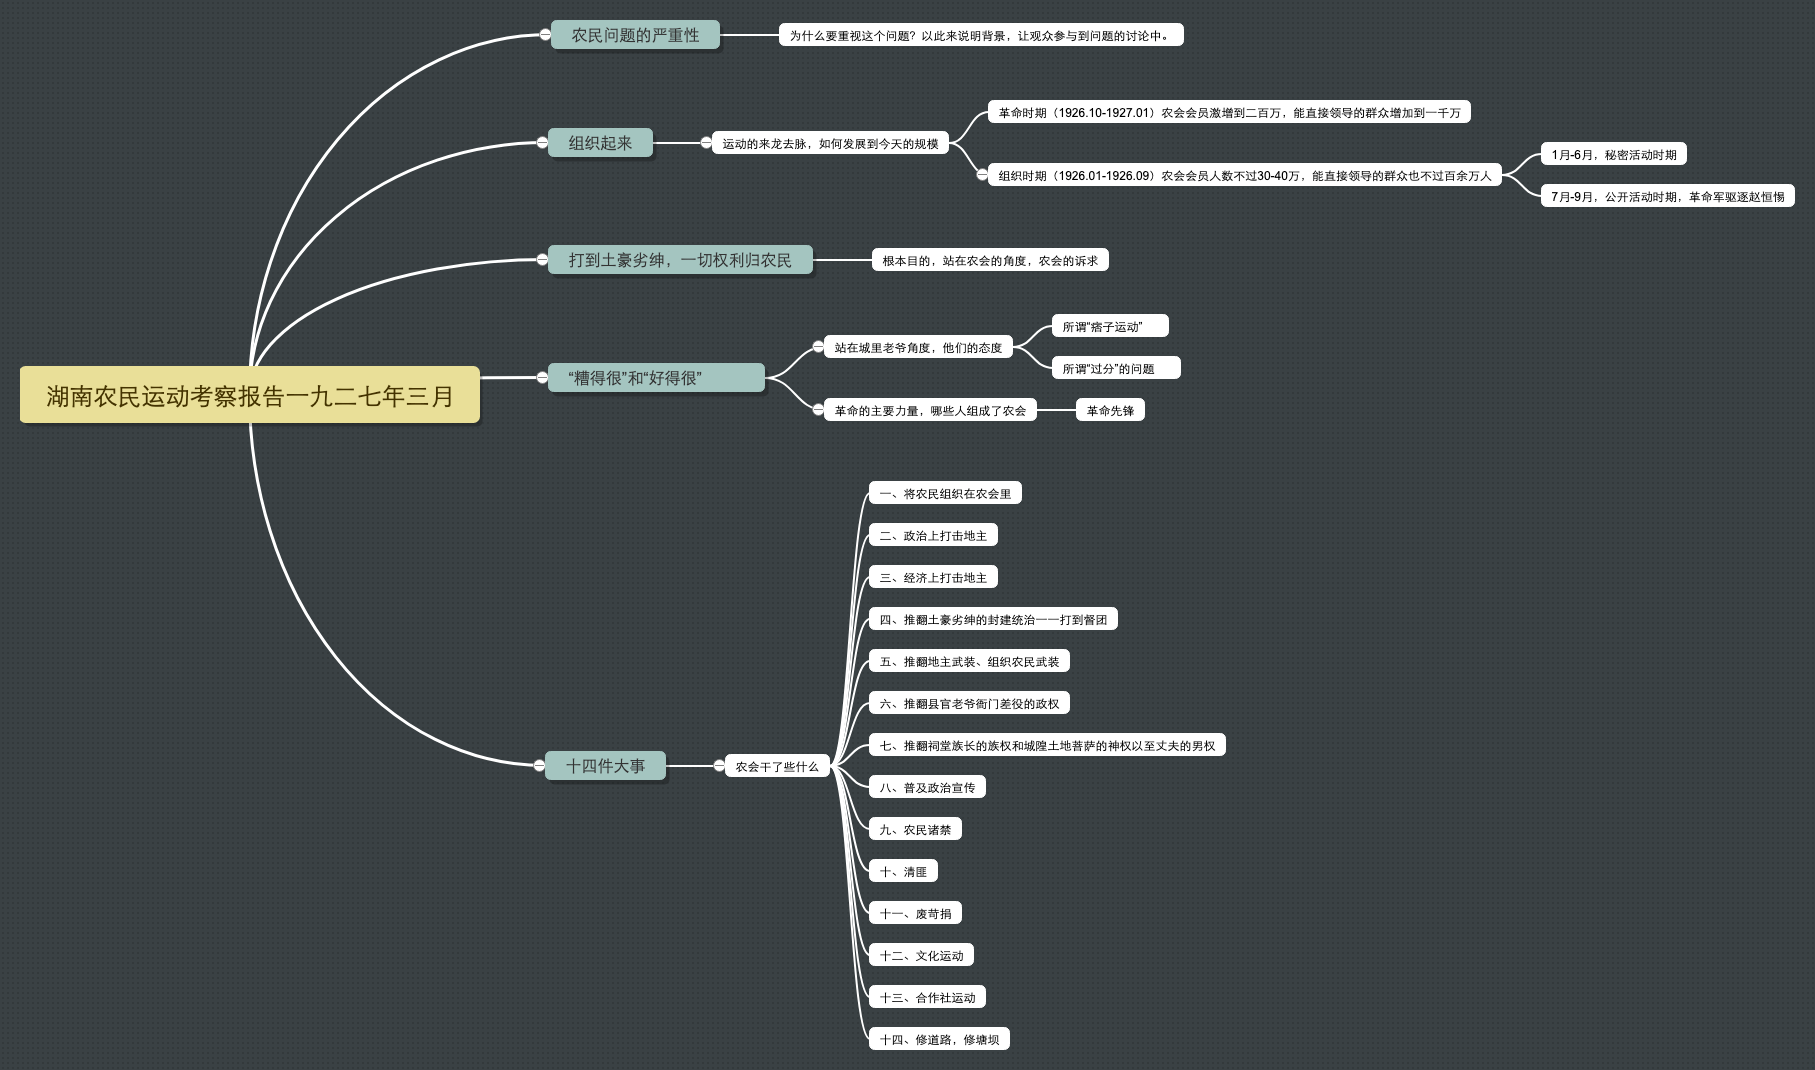 湖南农民运动考察报告一九二七年三月
农民问题的严重性
为什么要重视这个问题？以此来说明背景，让观众参与到问题的讨论中。
组织起来
运动的来龙去脉，如何发展到今天的规模
革命时期（1926.10-1927.01）农会会员激增到二百万，能直接领导的群众增加到一千万
组织时期（1926.01-1926.09）农会会员人数不过30-40万，能直接领导的群众也不过百余万人
1月-6月，秘密活动时期
7月-9月，公开活动时期，革命军驱逐赵恒惕
打到土豪劣绅，一切权利归农民
根本目的，站在农会的角度，农会的诉求
“糟得很”和“好得很”
站在城里老爷角度，他们的态度
所谓“痞子运动”
所谓“过分”的问题
革命的主要力量，哪些人组成了农会
革命先锋
十四件大事
农会干了些什么
一、将农民组织在农会里
二、政治上打击地主
三、经济上打击地主
四、推翻土豪劣绅的封建统治一一打到督团
五、推翻地主武装、组织农民武装
六、推翻县官老爷衙门差役的政权
七、推翻祠堂族长的族权和城隍土地菩萨的神权以至丈夫的男权
八、普及政治宣传
九、农民诸禁
十、清匪
十一、废苛捐
十二、文化运动
十三、合作社运动
十四、修道路，修塘坝